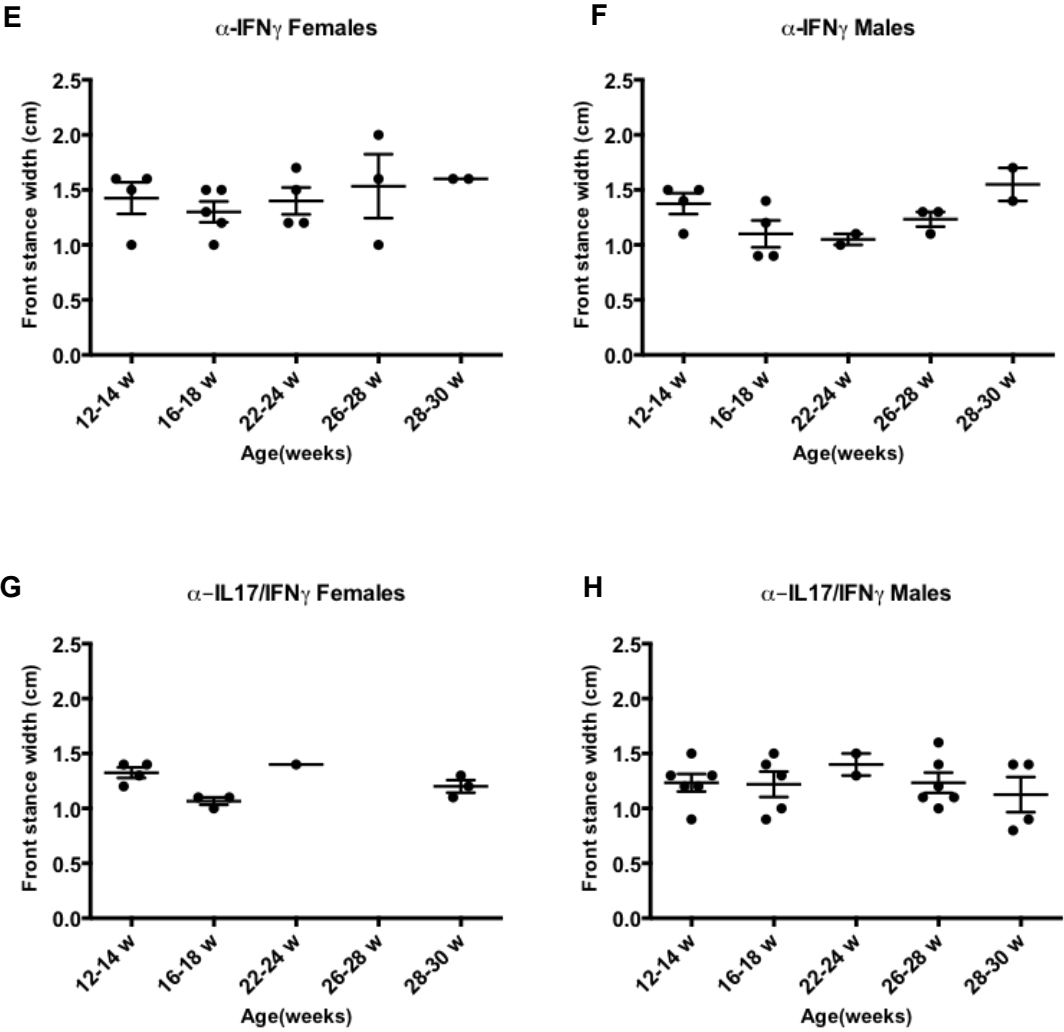 E
α-IFNγ Females
2.5
2.0
1.5
1.0
0.5
0.0
Front stance width (cm)
12-14 w
16-18 w
22-24 w
26-28 w
28-30 w
Age(weeks)
F
α-IFNγ Males
2.5
2.0
1.5
1.0
0.5
0.0
Front stance width (cm)
12-14 w
16-18 w
22-24 w
26-28 w
28-30 w
Age(weeks)
G
α−IL17/IFNγ Females
2.5
2.0
1.5
1.0
0.5
0.0
Front stance width (cm)
12-14 w
16-18 w
22-24 w
26-28 w
28-30 w
Age(weeks)
H
α−IL17/IFNγ Males
2.5
2.0
1.5
1.0
0.5
0.0
Front stance width (cm)
12-14 w
16-18 w
22-24 w
26-28 w
28-30 w
Age(weeks)